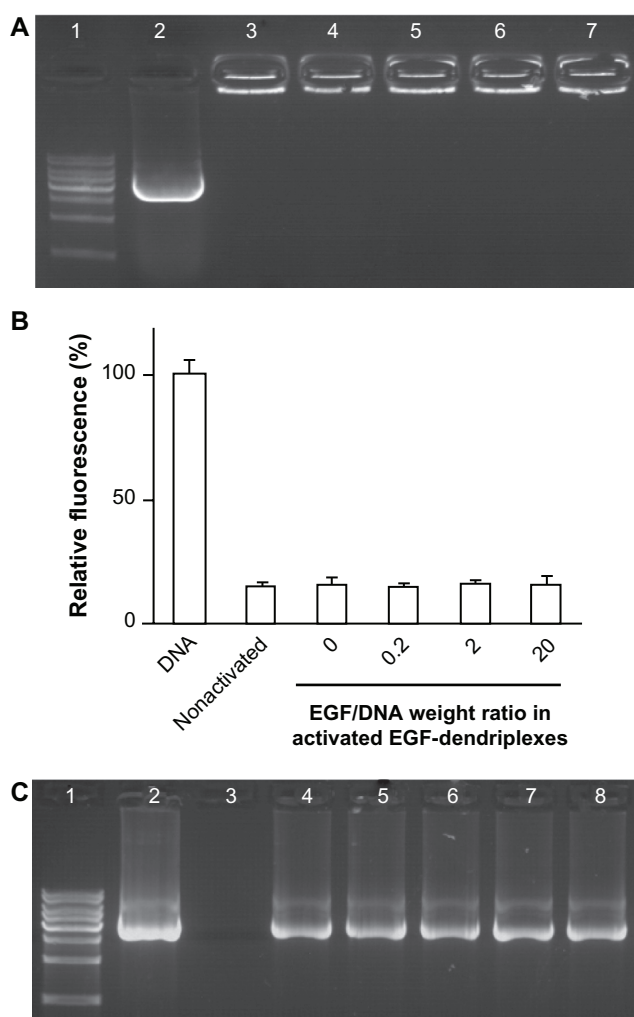 A
1 2 3 4 5 6 7
B
Relative fluorescence (%)
100
50
0
DNA
Nonactivated
0
0.2
2
20
EGF/DNA weight ratio in
activated EGF-dendriplexes
C
1 2 3 4 5 6 7 8